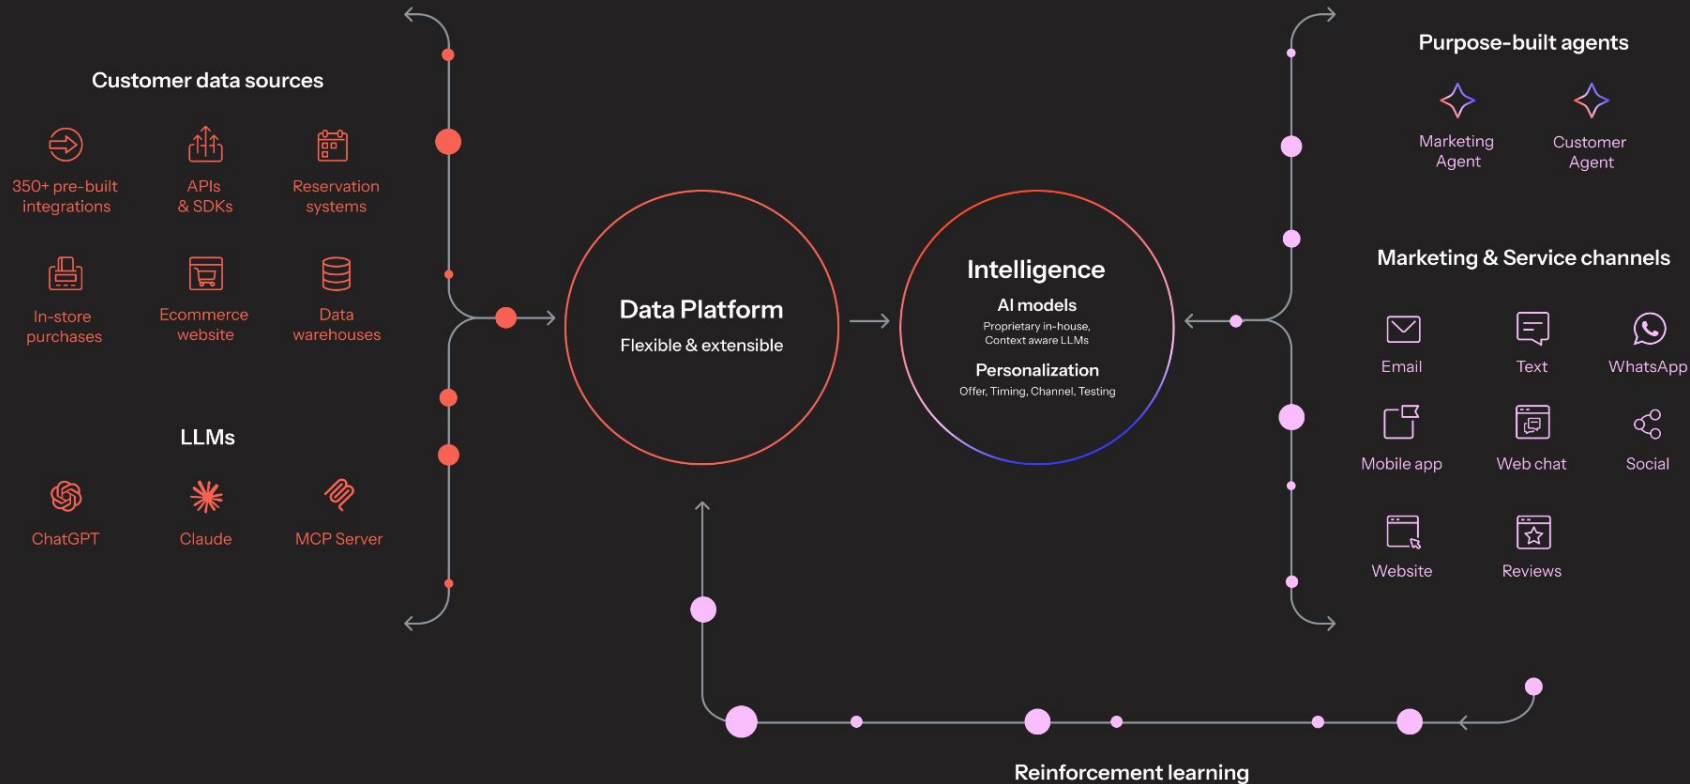 Customer data sources
350+ pre-built
integrations
APIs
& SDKs
Reservation
systems
In-store
purchases
Ecommerce
website
Data
warehouses
LLMs
ChatGPT
Claude
MCP Server
Data Platform
Flexible & extensible
Intelligence
AI models
Proprietary in-house,
Context aware LLMs
Personalization
Offer, Timing, Channel, Testing
Purpose-built agents
Marketing
Agent
Customer
Agent
Marketing & Service channels
Email
Text
WhatsApp
Mobile app
Web chat
Social
Website
Reviews
Reinforcement learning